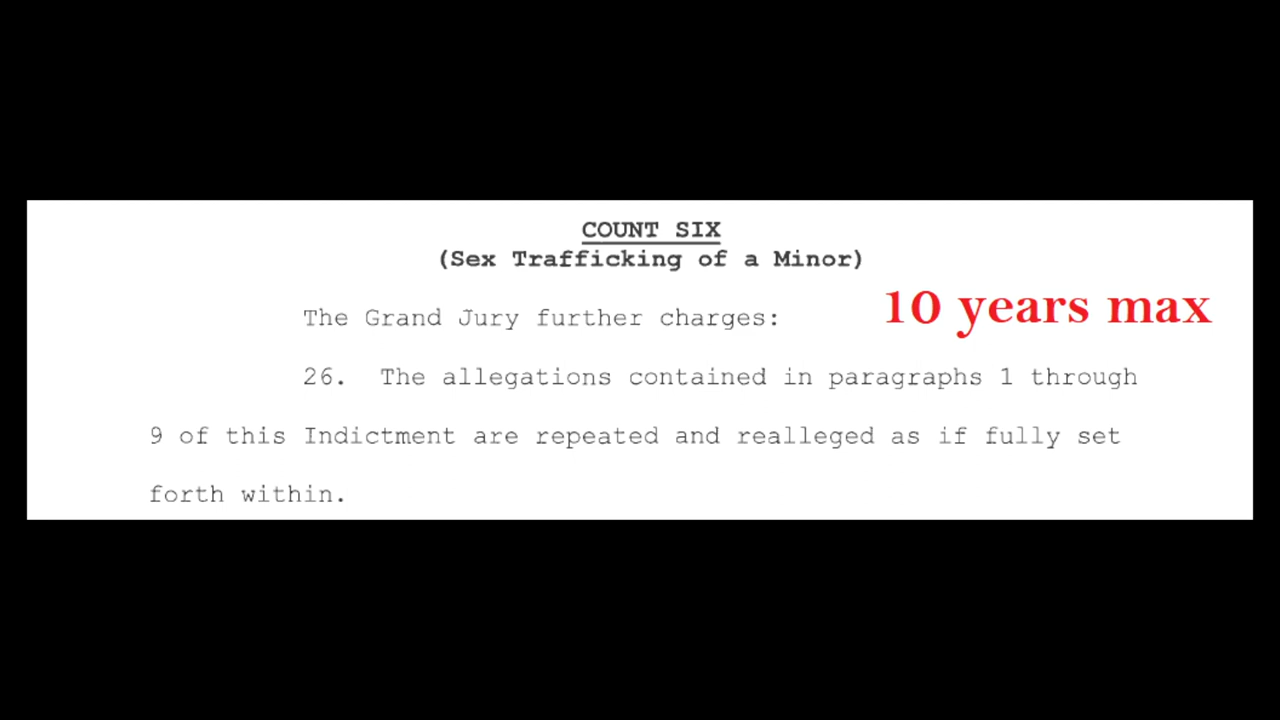 COUNT SIX
(Sex Trafficking of a Minor)
The Grand Jury further charges:
10 years max
26. The allegations contained in paragraphs 1 through
9 of this Indictment are repeated and realleged as if fully set
forth within.